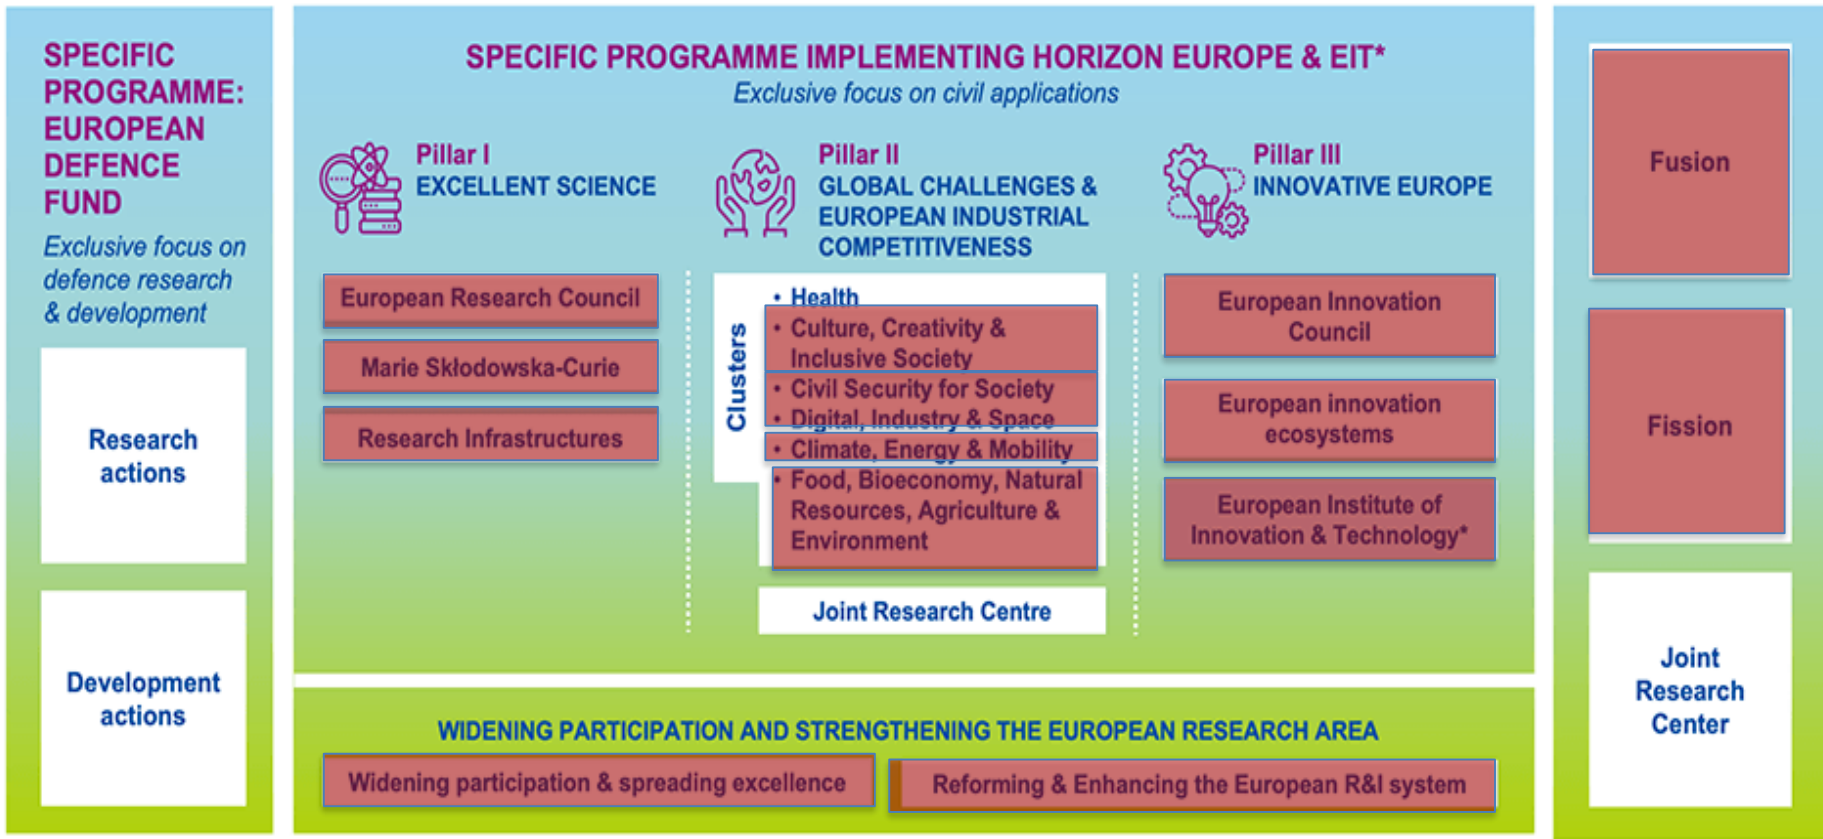 SPECIFIC
PROGRAMME:
EUROPEAN
DEFENCE
FUND
Exclusive focus on
defence research
& development
Research
actions
Development
actions
SPECIFIC PROGRAMME IMPLEMENTING HORIZON EUROPE & EIT*
Exclusive focus on civil applications
Pillar I
EXCELLENT SCIENCE
European Research Council
Marie Skłodowska-Curie
Research Infrastructures
Pillar II
GLOBAL CHALLENGES &
EUROPEAN INDUSTRIAL
COMPETITIVENESS
Clusters
• Health
• Culture, Creativity &
Inclusive Society
• Civil Security for Society
• Digital, Industry & Space
• Climate, Energy & Mobility
• Food, Bioeconomy, Natural
Resources, Agriculture &
Environment
Joint Research Centre
Pillar III
INNOVATIVE EUROPE
European Innovation
Council
European innovation
ecosystems
European Institute of
Innovation & Technology*
WIDENING PARTICIPATION AND STRENGTHENING THE EUROPEAN RESEARCH AREA
Widening participation & spreading excellence
Reforming & Enhancing the European R&I system
Fusion
Fission
Joint
Research
Center